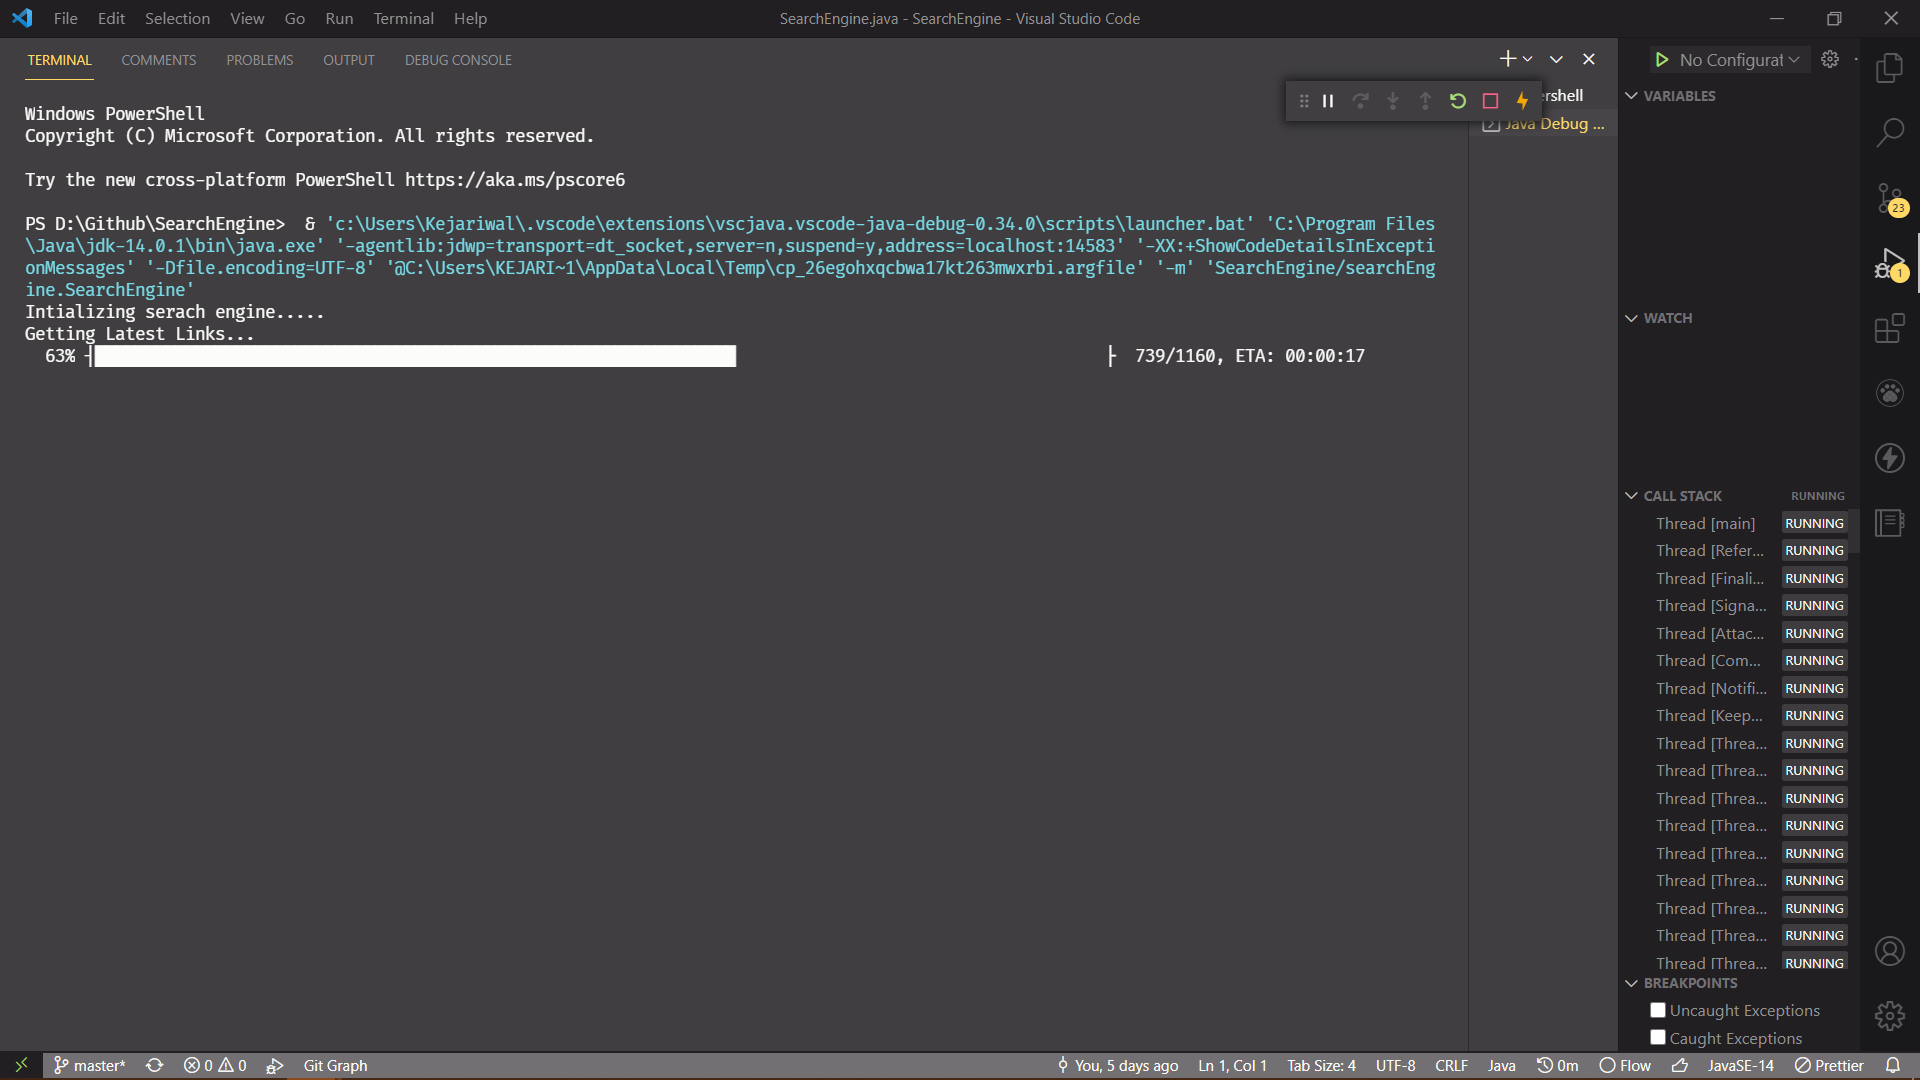 File Edit Selection View Go Run Terminal Help
SearchEngine.java - SearchEngine - Visual Studio Code
TERMINAL COMMENTS PROBLEMS OUTPUT DEBUG CONSOLE
Windows PowerShell
Copyright (C) Microsoft Corporation. All rights reserved.
Try the new cross-platform PowerShell https://aka.ms/pscore6
PS D:\Github\SearchEngine>  & 'c:\Users\Kejariwal\.vscode\extensions\vscjava.vscode-java-debug-0.34.0\scripts\launcher.bat' 'C:\Program Files
\Java\jdk-14.0.1\bin\java.exe' '-agentlib:jdwp=transport=dt_socket,server=n,suspend=y,address=localhost:14583' '-XX:+ShowCodeDetailsInExcepti
onMessages' '-Dfile.encoding=UTF-8' '@C:\Users\KEJARI~1\AppData\Local\Temp\cp_26egohxqcbwa17kt263mwxrbi.argfile' '-m' 'SearchEngine/searchEng
ine.SearchEngine'
Intializing serach engine.....
Getting Latest Links...
63% 739/1160, ETA: 00:00:17
ershell
Java Debug ...
No Configurat
VARIABLES
WATCH
CALL STACK RUNNING
Thread [main] RUNNING
Thread [Refer... RUNNING
Thread [Finali... RUNNING
Thread [Signa... RUNNING
Thread [Attac... RUNNING
Thread [Com... RUNNING
Thread [Notifi... RUNNING
Thread [Keep... RUNNING
Thread [Threa... RUNNING
Thread [Threa... RUNNING
Thread [Threa... RUNNING
Thread [Threa... RUNNING
Thread [Threa... RUNNING
Thread [Threa... RUNNING
Thread [Threa... RUNNING
Thread [Threa... RUNNING
Thread [Threa... RUNNING
BREAKPOINTS
Uncaught Exceptions
Caught Exceptions
23
1
master* 0 0 Git Graph You, 5 days ago Ln 1, Col 1 Tab Size: 4 UTF-8 CRLF Java 0m Flow JavaSE-14 Prettier